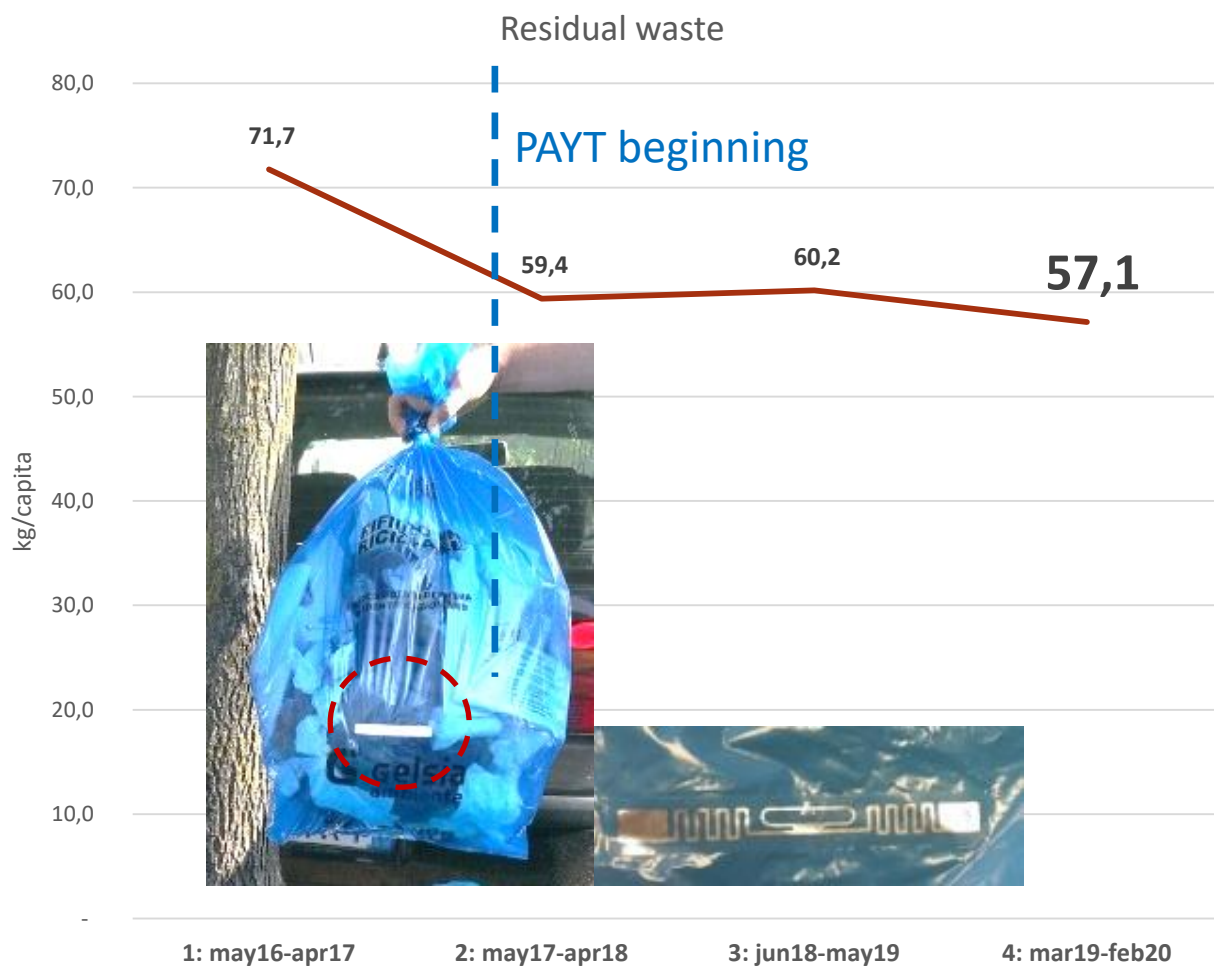 Residual waste
80,0
71,7
PAYT beginning
70,0
59,4
60,2
57,1
60,0
50,0
kg/capita
40,0
30,0
20,0
Gelsia
ambiente
10,0
-
1: may16-apr17
2: may17-apr18
3: jun18-may19
4: mar19-feb20